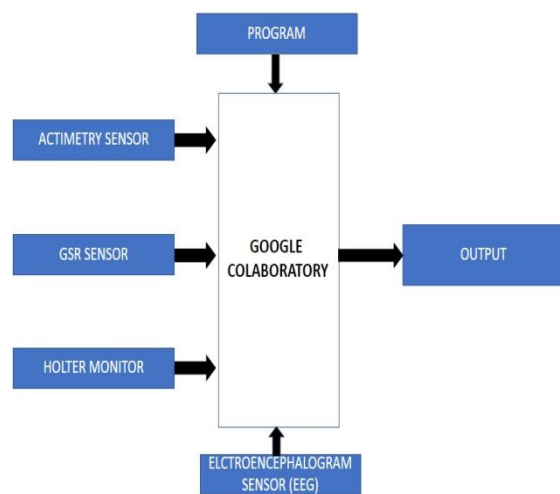 PROGRAM
ACTIMETRY SENSOR
GSR SENSOR
GOOGLE
COLABORATORY
OUTPUT
HOLTER MONITOR
ELCTROENCEPHALOGRAM
SENSOR (EEG)